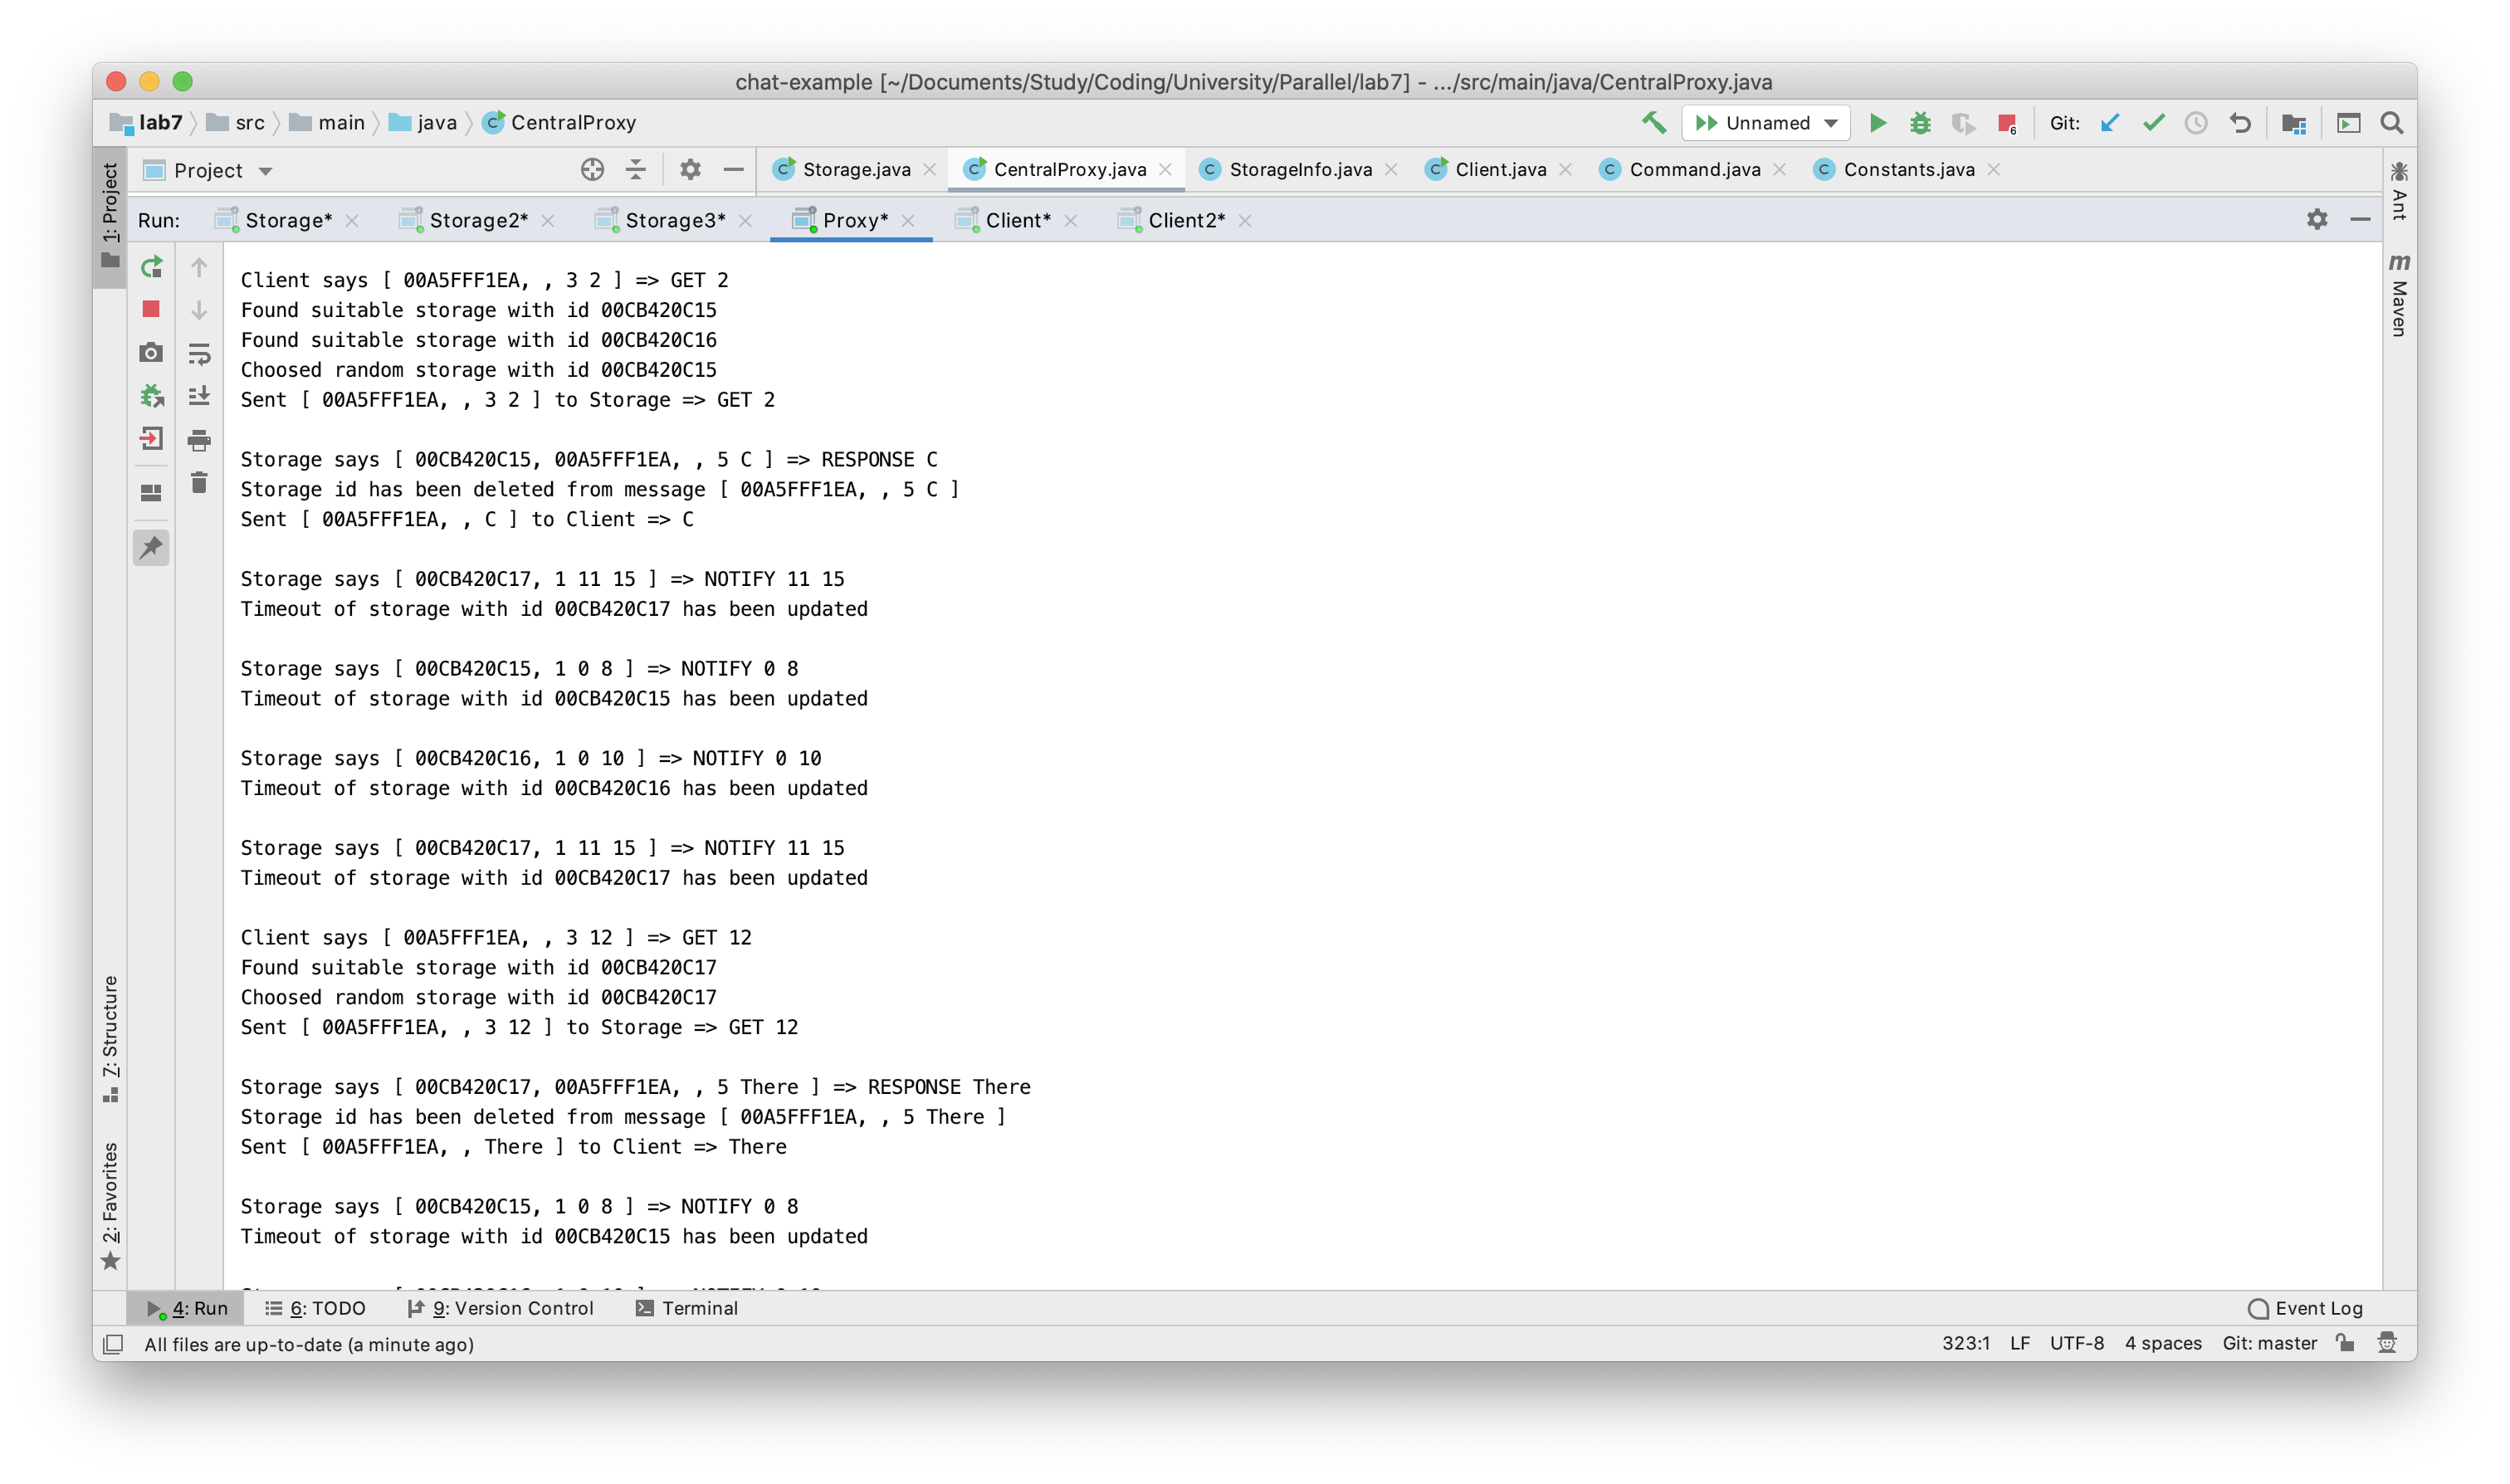 chat-example [~/Documents/Study/Coding/University/Parallel/lab7] - .../src/main/java/CentralProxy.java
lab7 src main java CentralProxy
Unnamed 6 Git:
1: Project
Project
Storage.java CentralProxy.java StorageInfo.java Client.java Command.java Constants.java
Ant
Maven
Run: Storage* Storage2* Storage3* Proxy* Client* Client2*
Client says [ 00A5FFF1EA, , 3 2 ] => GET 2
Found suitable storage with id 00CB420C15
Found suitable storage with id 00CB420C16
Choosed random storage with id 00CB420C15
Sent [ 00A5FFF1EA, , 3 2 ] to Storage => GET 2
Storage says [ 00CB420C15, 00A5FFF1EA, , 5 C ] => RESPONSE C
Storage id has been deleted from message [ 00A5FFF1EA, , 5 C ]
Sent [ 00A5FFF1EA, , C ] to Client => C
Storage says [ 00CB420C17, 1 11 15 ] => NOTIFY 11 15
Timeout of storage with id 00CB420C17 has been updated
Storage says [ 00CB420C15, 1 0 8 ] => NOTIFY 0 8
Timeout of storage with id 00CB420C15 has been updated
Storage says [ 00CB420C16, 1 0 10 ] => NOTIFY 0 10
Timeout of storage with id 00CB420C16 has been updated
Storage says [ 00CB420C17, 1 11 15 ] => NOTIFY 11 15
Timeout of storage with id 00CB420C17 has been updated
Client says [ 00A5FFF1EA, , 3 12 ] => GET 12
Found suitable storage with id 00CB420C17
Choosed random storage with id 00CB420C17
Sent [ 00A5FFF1EA, , 3 12 ] to Storage => GET 12
Storage says [ 00CB420C17, 00A5FFF1EA, , 5 There ] => RESPONSE There
Storage id has been deleted from message [ 00A5FFF1EA, , 5 There ]
Sent [ 00A5FFF1EA, , There ] to Client => There
Storage says [ 00CB420C15, 1 0 8 ] => NOTIFY 0 8
Timeout of storage with id 00CB420C15 has been updated
7: Structure
2: Favorites
4: Run 6: TODO 9: Version Control Terminal Event Log
All files are up-to-date (a minute ago) 323:1 LF UTF-8 4 spaces Git: master